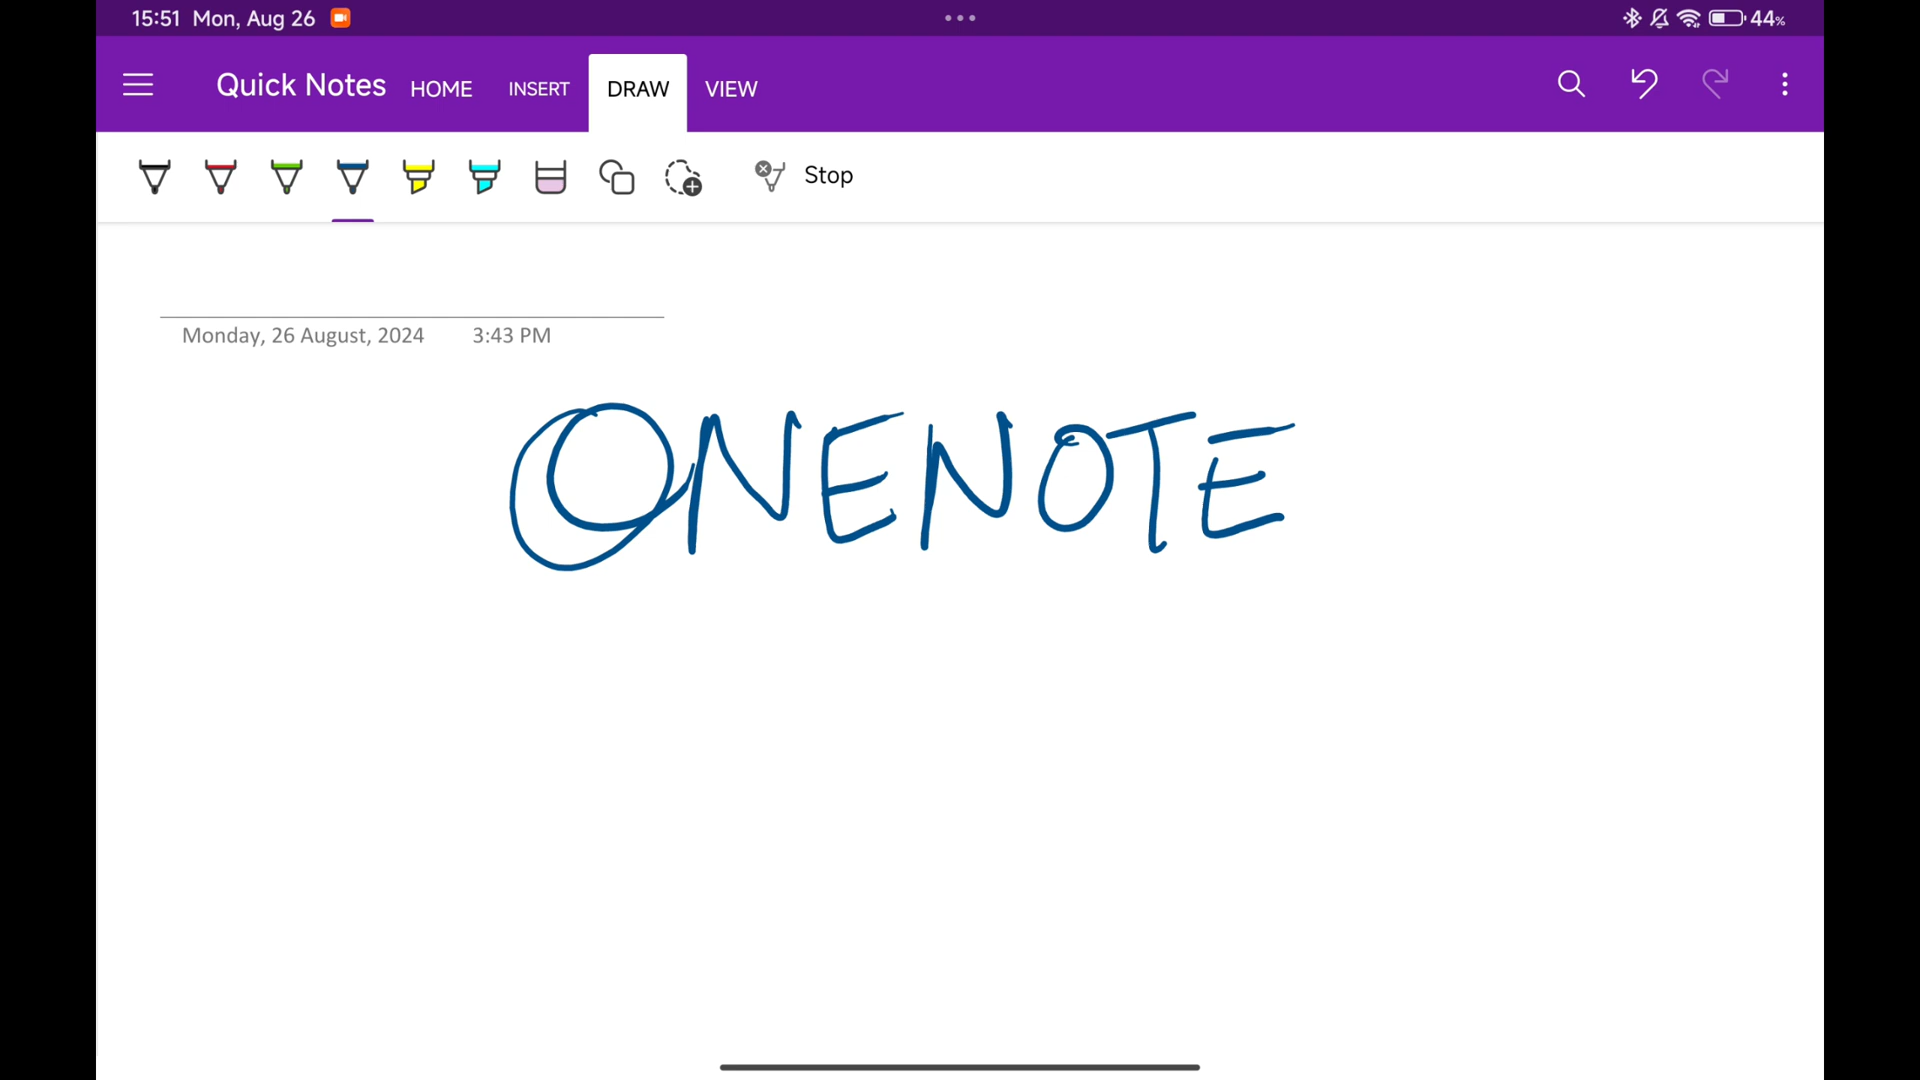 15:51 Mon, Aug 26 44%
Quick Notes HOME INSERT DRAW VIEW
Stop
Monday, 26 August, 2024 3:43 PM
ONENOTE